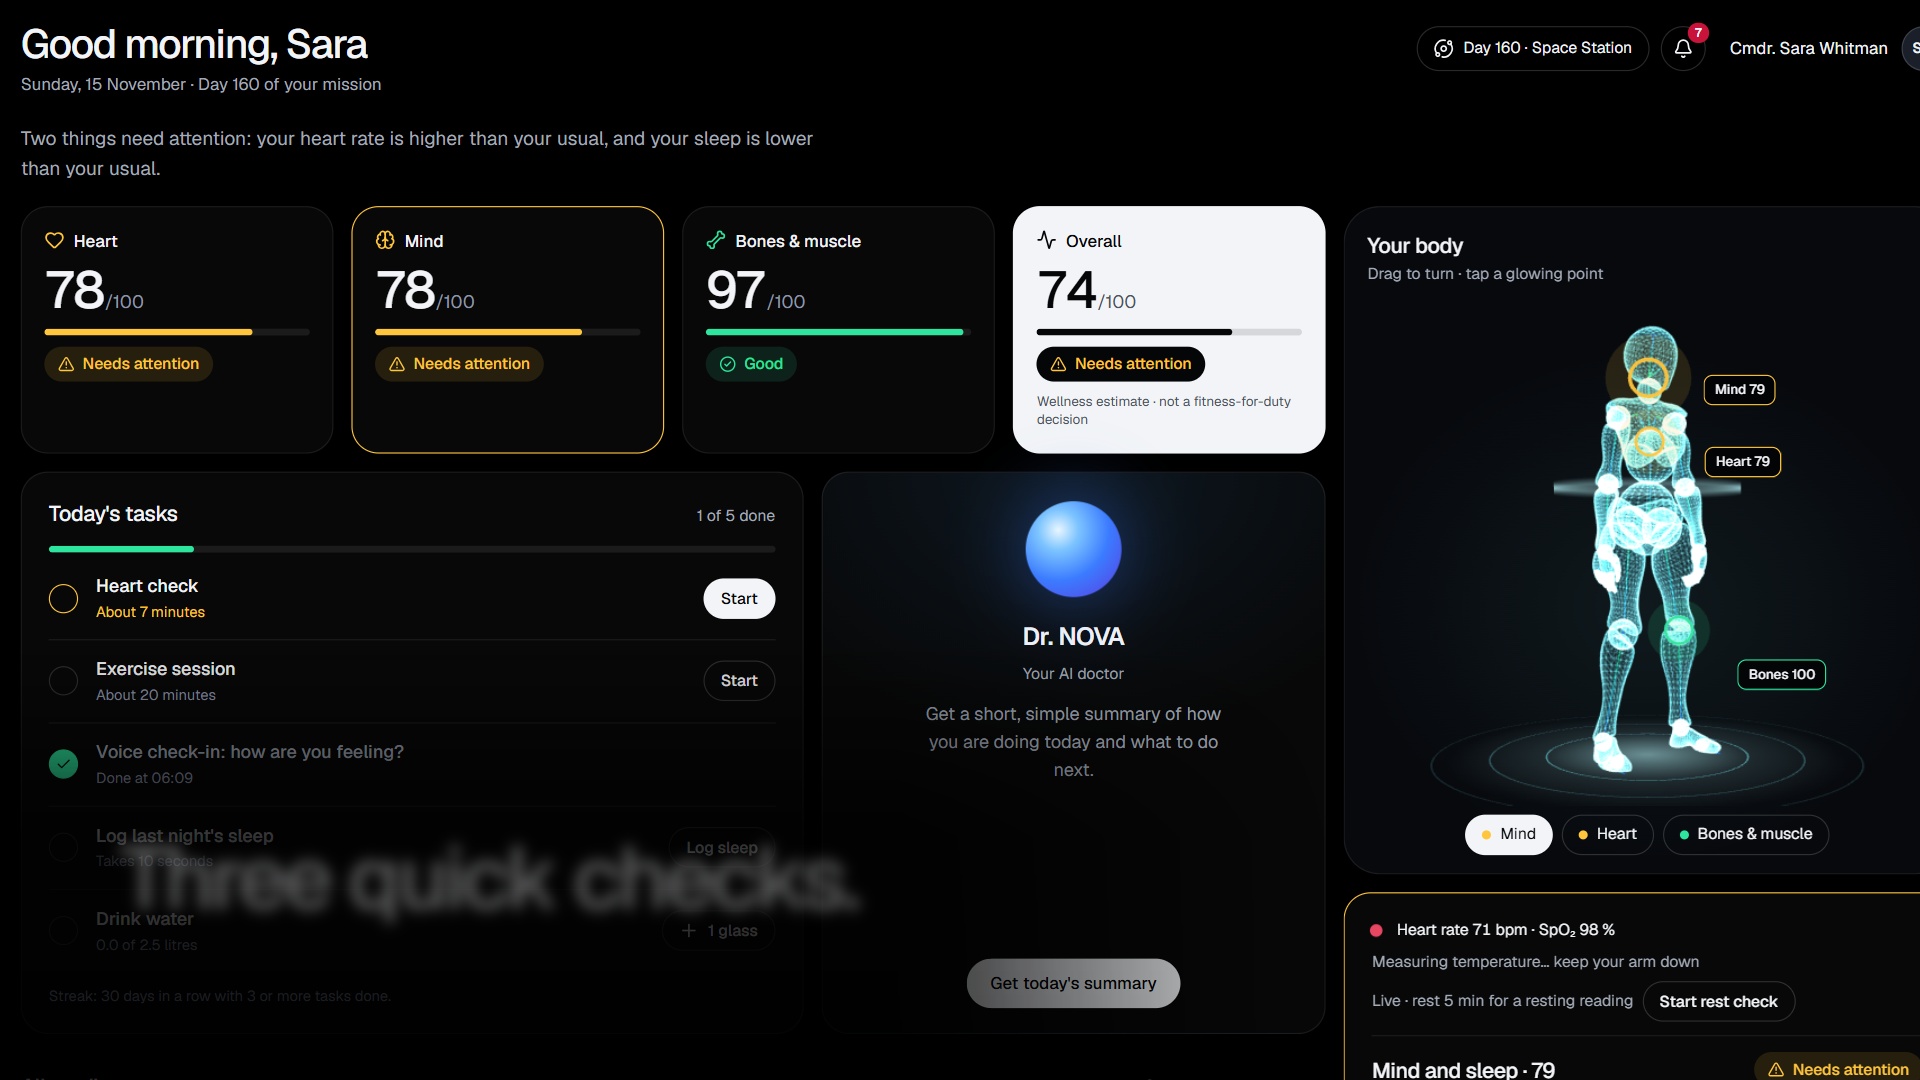 Good morning, Sara
Sunday, 15 November · Day 160 of your mission
Day 160 · Space Station
7
Cmdr. Sara Whitman
Two things need attention: your heart rate is higher than your usual, and your sleep is lower
than your usual.
Heart
78/100
Needs attention
Mind
78/100
Needs attention
Bones & muscle
97/100
Good
Overall
74/100
Needs attention
Wellness estimate · not a fitness-for-duty
decision
Today's tasks
1 of 5 done
Heart check
About 7 minutes
Start
Exercise session
About 20 minutes
Start
Voice check-in: how are you feeling?
Done at 06:09
Log last night's sleep
Takes 10 seconds
Log sleep
Three quick checks.
Drink water
0.0 of 2.5 litres
+ 1 glass
Streak: 30 days in a row with 3 or more tasks done.
Dr. NOVA
Your AI doctor
Get a short, simple summary of how
you are doing today and what to do
next.
Get today's summary
Your body
Drag to turn · tap a glowing point
Mind 79
Heart 79
Bones 100
Mind
Heart
Bones & muscle
Heart rate 71 bpm · SpO₂ 98 %
Measuring temperature... keep your arm down
Live · rest 5 min for a resting reading
Start rest check
Mind and sleep · 79
Needs attention